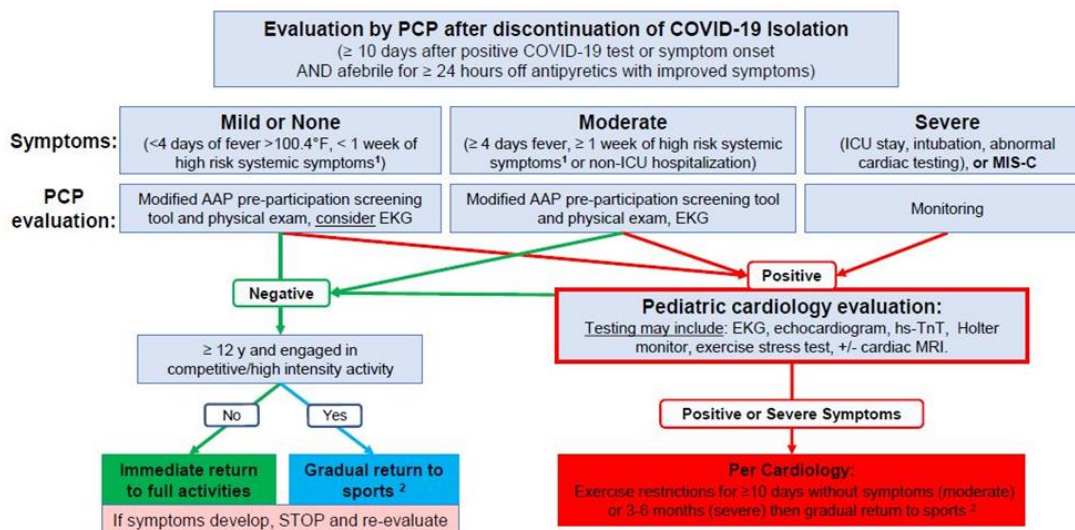 Evaluation by PCP after discontinuation of COVID-19 Isolation
(≥ 10 days after positive COVID-19 test or symptom onset
AND afebrile for ≥ 24 hours off antipyretics with improved symptoms)
Symptoms:
Mild or None
(<4 days of fever >100.4°F, < 1 week of
high risk systemic symptoms¹)
Moderate
(≥ 4 days fever, ≥ 1 week of high risk systemic
symptoms¹ or non-ICU hospitalization)
Severe
(ICU stay, intubation, abnormal
cardiac testing), or MIS-C
PCP
evaluation:
Modified AAP pre-participation screening
tool and physical exam, consider EKG
Modified AAP pre-participation screening tool
and physical exam, EKG
Monitoring
Negative
Positive
Pediatric cardiology evaluation:
Testing may include: EKG, echocardiogram, hs-TnT, Holter
monitor, exercise stress test, +/- cardiac MRI.
≥ 12 y and engaged in
competitive/high intensity activity
No
Yes
Positive or Severe Symptoms
Immediate return
to full activities
Gradual return to
sports ²
If symptoms develop, STOP and re-evaluate
Per Cardiology:
Exercise restrictions for ≥10 days without symptoms (moderate)
or 3-6 months (severe) then gradual return to sports ²